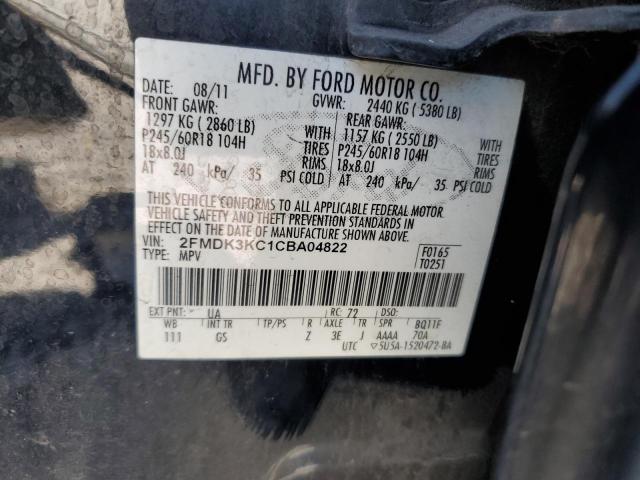 MFD. BY FORD MOTOR CO.
DATE: 08/11 GVWR: 2440 KG ( 5380 LB)
FRONT GAWR: REAR GAWR:
1297 KG ( 2860 LB) WITH 1157 KG ( 2550 LB) WITH
P245/60R18 104H TIRES P245/60R18 104H TIRES
18x8.0J RIMS 18x8.0J RIMS
AT 240 kPa/ 35 PSI COLD AT 240 kPa/ 35 PSI COLD
THIS VEHICLE CONFORMS TO ALL APPLICABLE FEDERAL MOTOR
VEHICLE SAFETY AND THEFT PREVENTION STANDARDS IN
EFFECT ON THE DATE OF MANUFACTURE SHOWN ABOVE.
VIN: 2FMDK3KC1CBA04822 F0165
TYPE: MPV T0251
EXT PNT: UA RC: 72 DSO:
WB INT TR TP/PS R AXLE TR SPR BQ11F
111 GS Z 3E J AAAA 70A
UTC 5U5A-1520472-BA